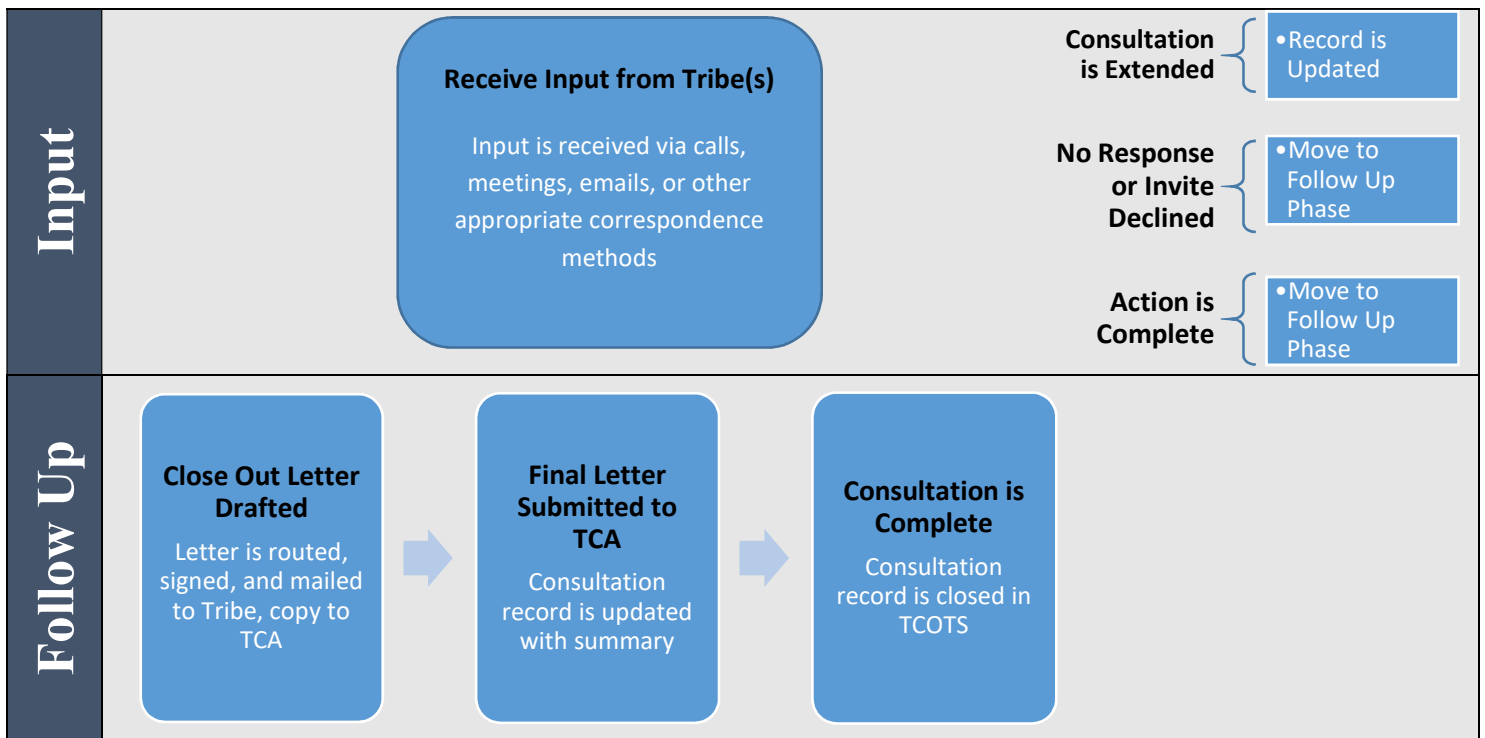 Input
Receive Input from Tribe(s)
Input is received via calls,
meetings, emails, or other
appropriate correspondence
methods
Consultation
is Extended
•Record is
Updated
No Response
or Invite
Declined
•Move to
Follow Up
Phase
Action is
Complete
•Move to
Follow Up
Phase
Follow Up
Close Out Letter
Drafted
Letter is routed,
signed, and mailed
to Tribe, copy to
TCA
Final Letter
Submitted to
TCA
Consultation
record is updated
with summary
Consultation is
Complete
Consultation
record is closed in
TCOTS